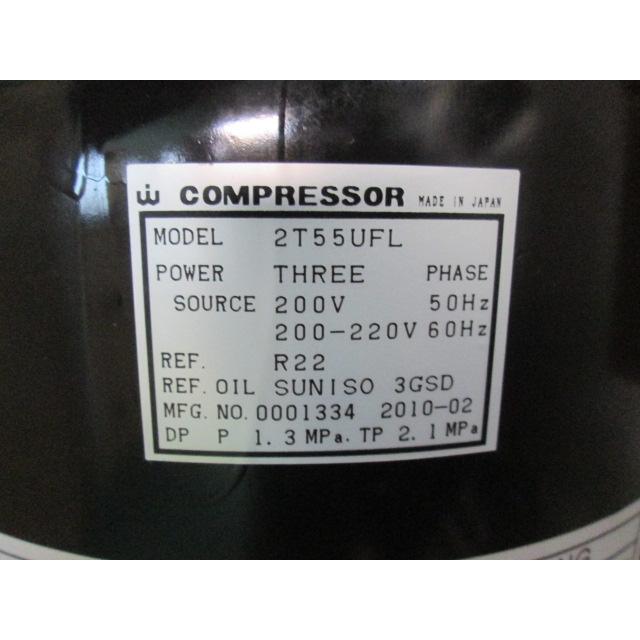 COMPRESSOR MADE IN JAPAN
MODEL 2T55UFL
POWER THREE PHASE
SOURCE 200V 50Hz
200-220V 60Hz
REF. R22
REF. OIL SUNISO 3GSD
MFG. NO. 0001334 2010-02
DP P 1.3 MPa. TP 2.1 MPa